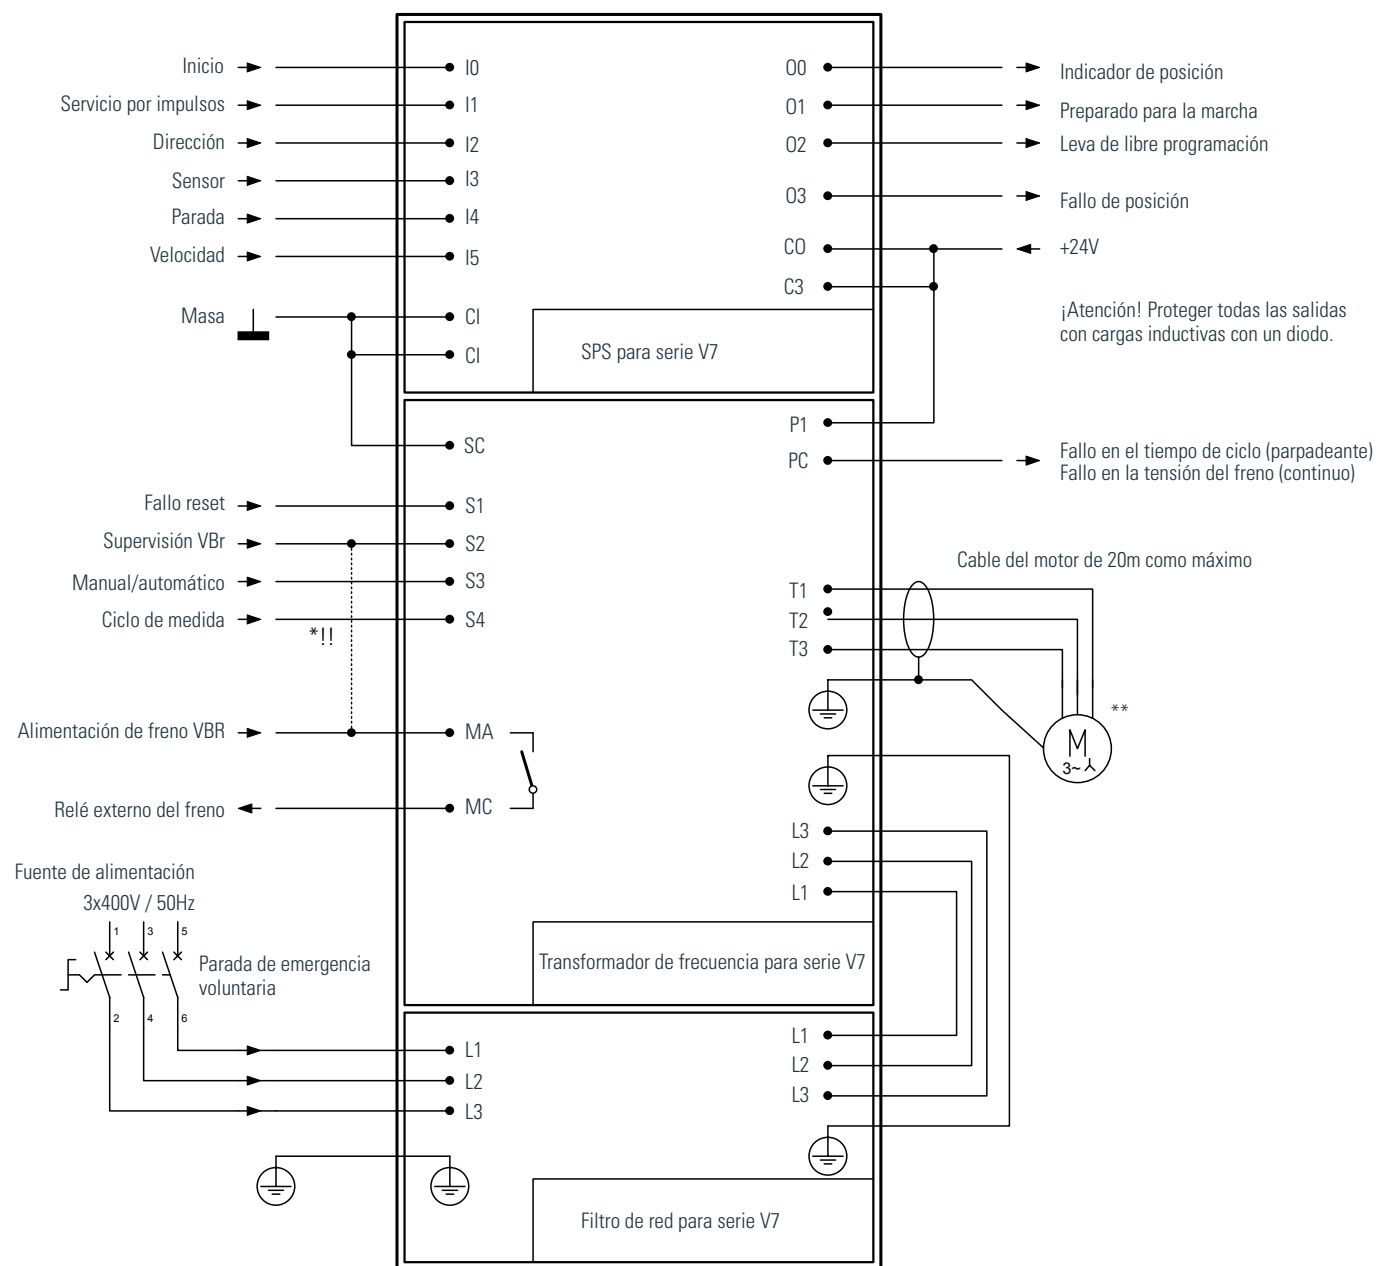 Inicio
I0
O0
Indicador de posición
Servicio por impulsos
I1
O1
Preparado para la marcha
Dirección
I2
O2
Leva de libre programación
Sensor
I3
O3
Fallo de posición
Parada
I4
Velocidad
I5
CO
+24V
C3
Masa
CI
¡Atención! Proteger todas las salidas
con cargas inductivas con un diodo.
CI
SPS para serie V7
P1
SC
PC
Fallo en el tiempo de ciclo (parpadeante)
Fallo en la tensión del freno (continuo)
Fallo reset
S1
Supervisión VBr
S2
Cable del motor de 20m como máximo
Manual/automático
S3
T1
Ciclo de medida
S4
T2
*!!
T3
**
Alimentación de freno VBR
MA
M
3~
Relé externo del freno
MC
L3
L2
L1
Fuente de alimentación
3x400V / 50Hz
1
3
5
Parada de emergencia
voluntaria
2
4
6
Transformador de frecuencia para serie V7
L1
L1
L2
L2
L3
L3
Filtro de red para serie V7